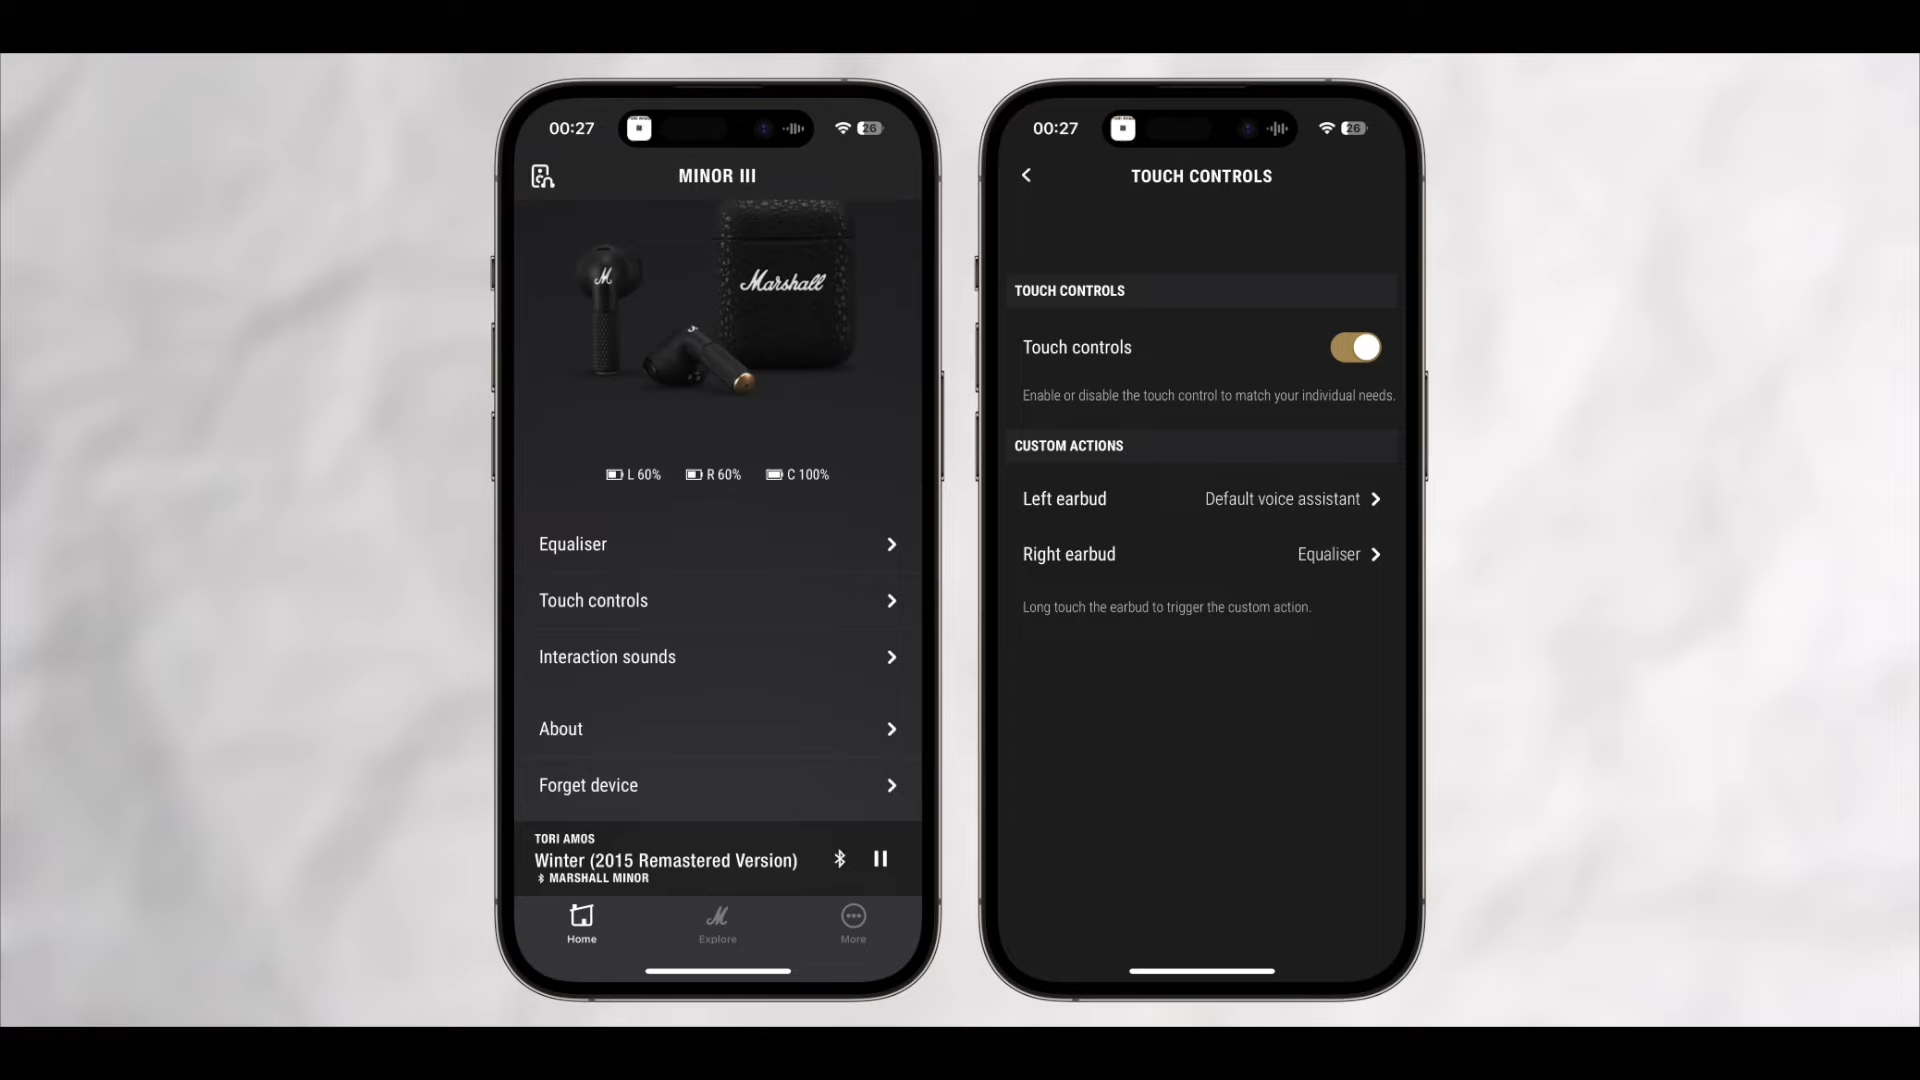 00:27
26
MINOR III
M
Marshall
L 60%
R 60%
C 100%
Equaliser
Touch controls
Interaction sounds
About
Forget device
TORI AMOS
Winter (2015 Remastered Version)
MARSHALL MINOR
Home
Explore
More
00:27
26
TOUCH CONTROLS
TOUCH CONTROLS
Touch controls
Enable or disable the touch control to match your individual needs.
CUSTOM ACTIONS
Left earbud Default voice assistant
Right earbud Equaliser
Long touch the earbud to trigger the custom action.